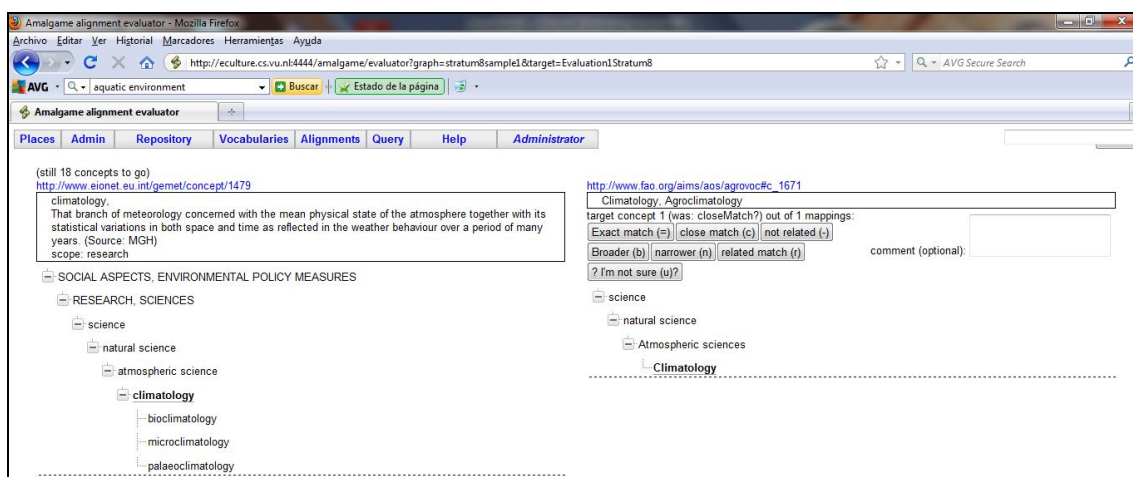 Amalgame alignment evaluator - Mozilla Firefox
Archivo Editar Ver Historial Marcadores Herramientas Ayuda
http://eculture.cs.vu.nl:4444/amalgame/evaluator?graph=stratum8sample1&target=Evaluation1Stratum8 AVG Secure Search
AVG aquatic environment Buscar Estado de la página
Amalgame alignment evaluator
Places Admin Repository Vocabularies Alignments Query Help Administrator
(still 18 concepts to go)
http://www.eionet.eu.int/gemet/concept/1479
climatology,
That branch of meteorology concerned with the mean physical state of the atmosphere together with its
statistical variations in both space and time as reflected in the weather behaviour over a period of many
years. (Source: MGH)
scope: research
SOCIAL ASPECTS, ENVIRONMENTAL POLICY MEASURES
RESEARCH, SCIENCES
science
natural science
atmospheric science
climatology
bioclimatology
microclimatology
palaeoclimatology
http://www.fao.org/aims/aos/agrovoc#c_1671
Climatology, Agroclimatology
target concept 1 (was: closeMatch?) out of 1 mappings:
Exact match (=) close match (c) not related (-)
Broader (b) narrower (n) related match (r) comment (optional):
? I'm not sure (u)?
science
natural science
Atmospheric sciences
Climatology